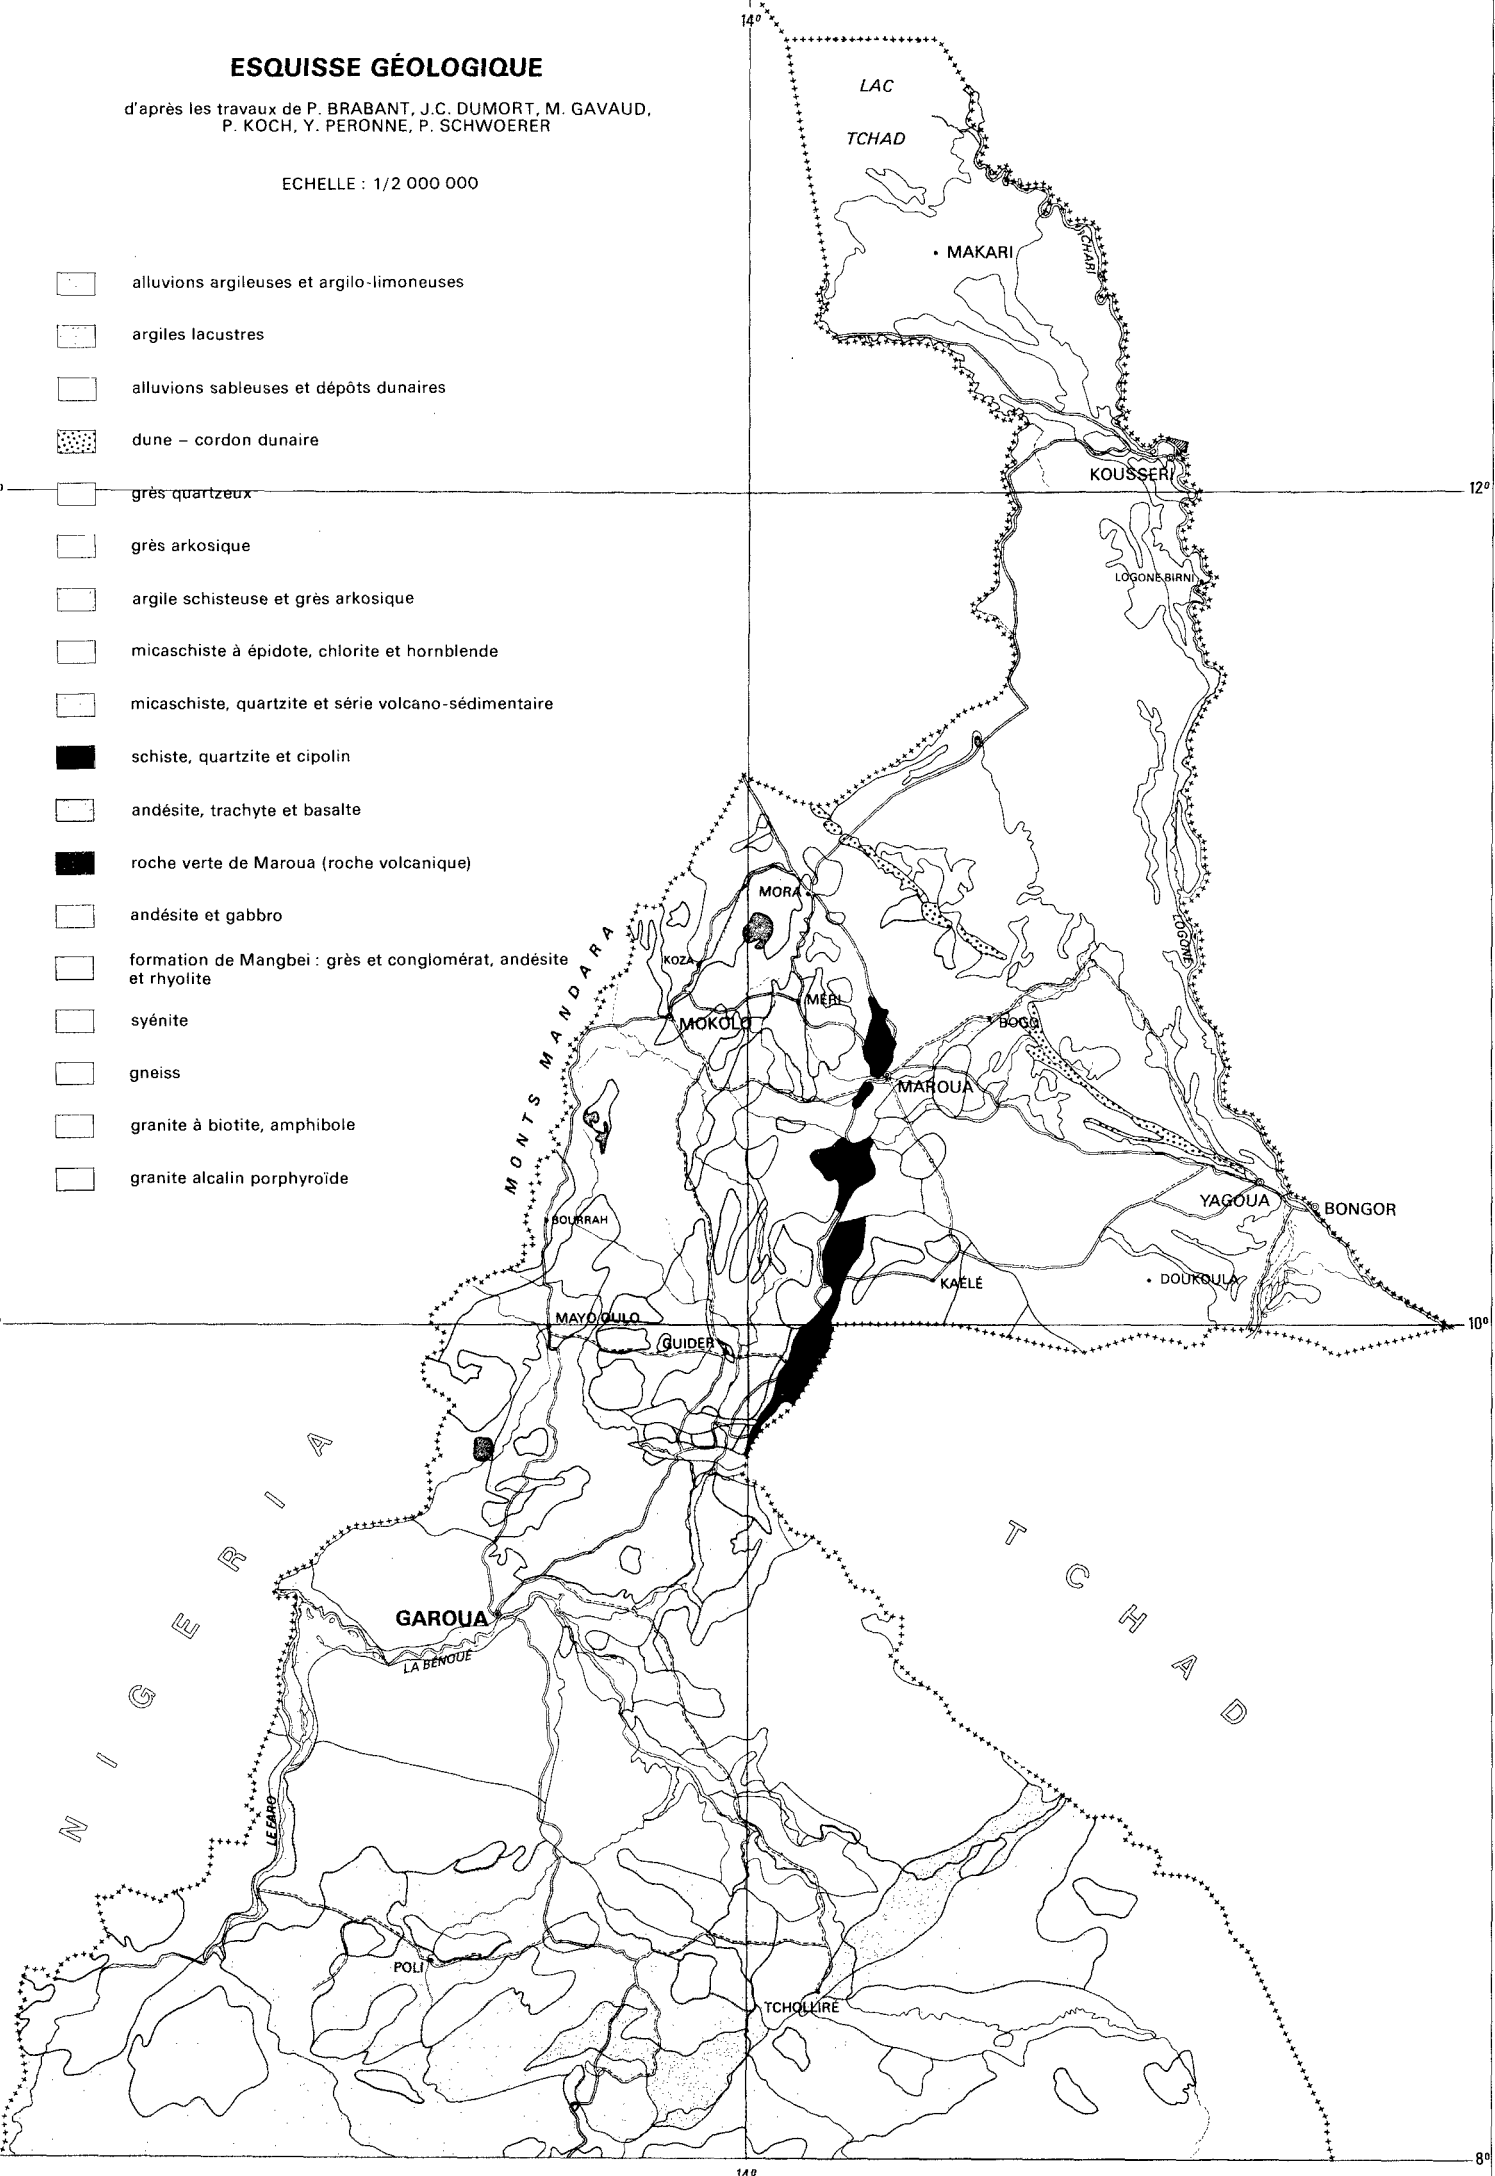 ESQUISSE GÉOLOGIQUE
d'après les travaux de P. BRABANT, J.C. DUMORT, M. GAVAUD,
P. KOCH, Y. PERONNE, P. SCHWOERER
ECHELLE : 1/2 000 000
alluvions argileuses et argilo-limoneuses
argiles lacustres
alluvions sableuses et dépôts dunaires
dune – cordon dunaire
grès quartzeux
grès arkosique
argile schisteuse et grès arkosique
micaschiste à épidote, chlorite et hornblende
micaschiste, quartzite et série volcano-sédimentaire
schiste, quartzite et cipolin
andésite, trachyte et basalte
roche verte de Maroua (roche volcanique)
andésite et gabbro
formation de Mangbei : grès et conglomérat, andésite
et rhyolite
syénite
gneiss
granite à biotite, amphibole
granite alcalin porphyroïde
14°
LAC
TCHAD
MAKARI
CHARI
KOUSSERI
12°
LOGONE-BIRNI
MORA
LOGONE
KOZA
MÉRI
MOKOLO
BOGO
MONTS MANDARA
MAROUA
YAGOUA
BONGOR
BOURRAH
KAÉLÉ
DOUKOULA
MAYO OULO
10°
GUIDER
NIGERIA
TCHAD
GAROUA
LA BÉNOUÉ
LE FARO
POLI
TCHOLLIRÉ
8°
14°